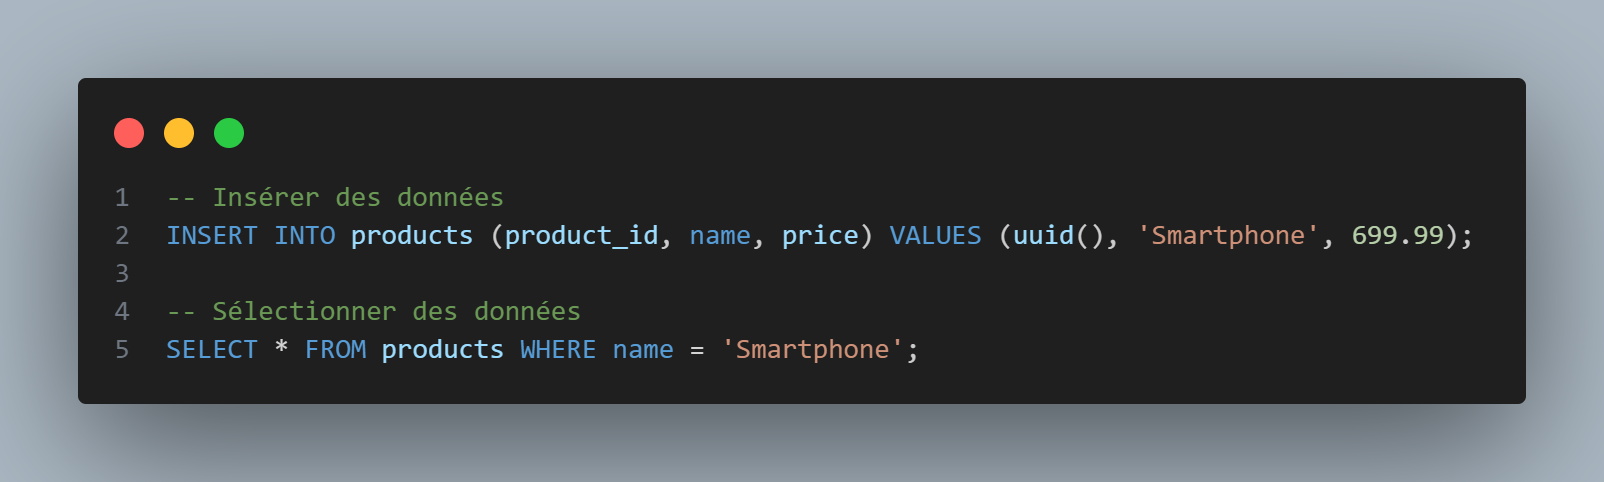 1 -- Insérer des données
2 INSERT INTO products (product_id, name, price) VALUES (uuid(), 'Smartphone', 699.99);
3
4 -- Sélectionner des données
5 SELECT * FROM products WHERE name = 'Smartphone';